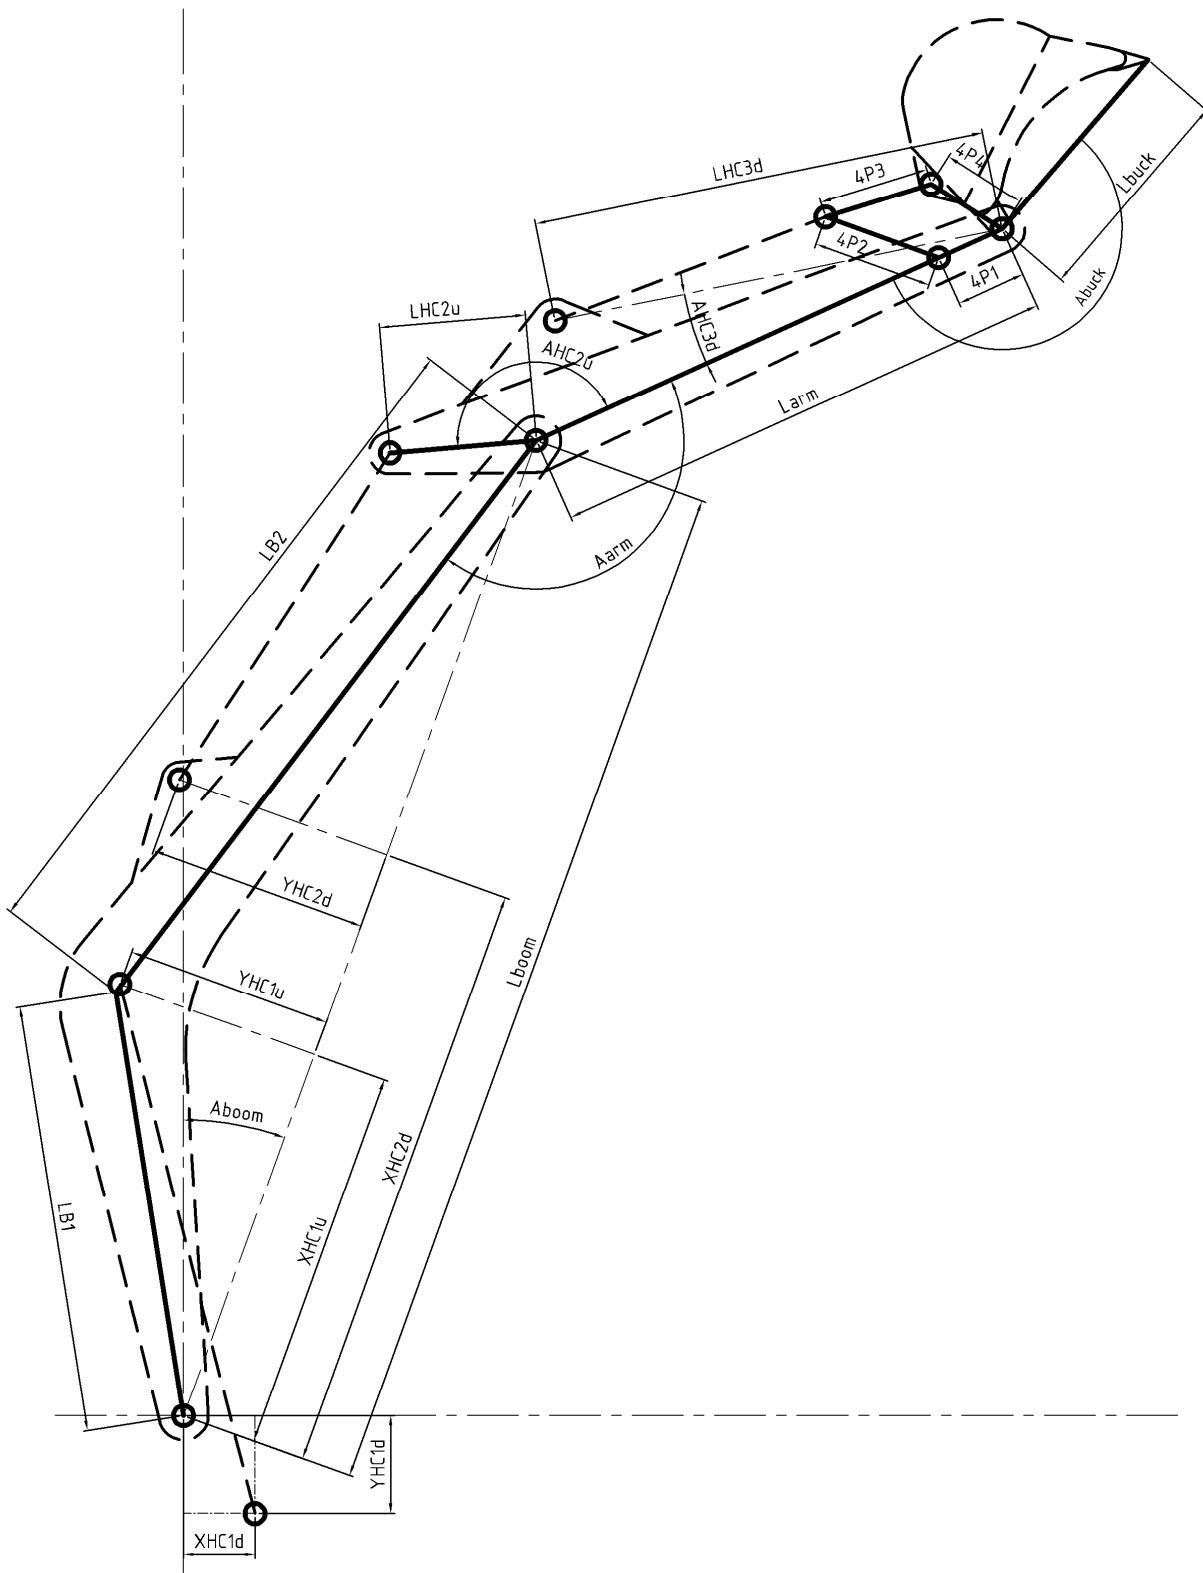 LHC3d
4P3
4P4
Lbuck
4P2
4P1
Abuck
LHC2u
AHC2u
AHC3d
Larm
LB2
Aarm
YHC2d
YHC1u
Lboom
Aboom
XHC2d
XHC1u
LB1
YHC1d
XHC1d